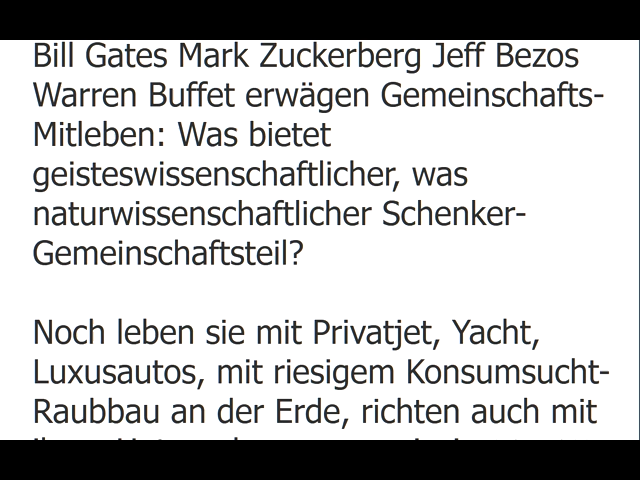 Bill Gates Mark Zuckerberg Jeff Bezos
Warren Buffet erwägen Gemeinschafts-
Mitleben: Was bietet
geisteswissenschaftlicher, was
naturwissenschaftlicher Schenker-
Gemeinschaftsteil?
Noch leben sie mit Privatjet, Yacht,
Luxusautos, mit riesigem Konsumsucht-
Raubbau an der Erde, richten auch mit